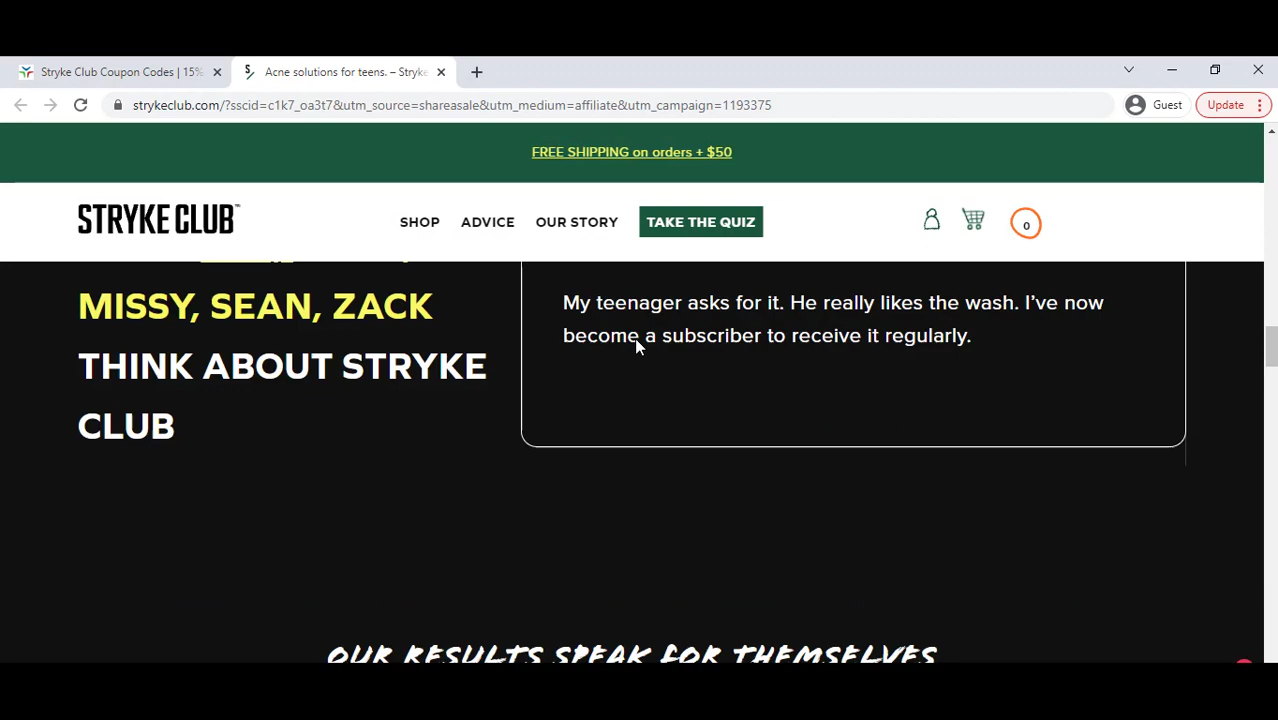 Stryke Club Coupon Codes | 15%
Acne solutions for teens. – Stryke
strykeclub.com/?sscid=c1k7_oa3t7&utm_source=shareasale&utm_medium=affiliate&utm_campaign=1193375
Guest
Update
FREE SHIPPING on orders + $50
STRYKE CLUB™
SHOP
ADVICE
OUR STORY
TAKE THE QUIZ
0
MISSY, SEAN, ZACK
THINK ABOUT STRYKE
CLUB
My teenager asks for it. He really likes the wash. I’ve now
become a subscriber to receive it regularly.
OUR RESULTS SPEAK FOR THEMSELVES